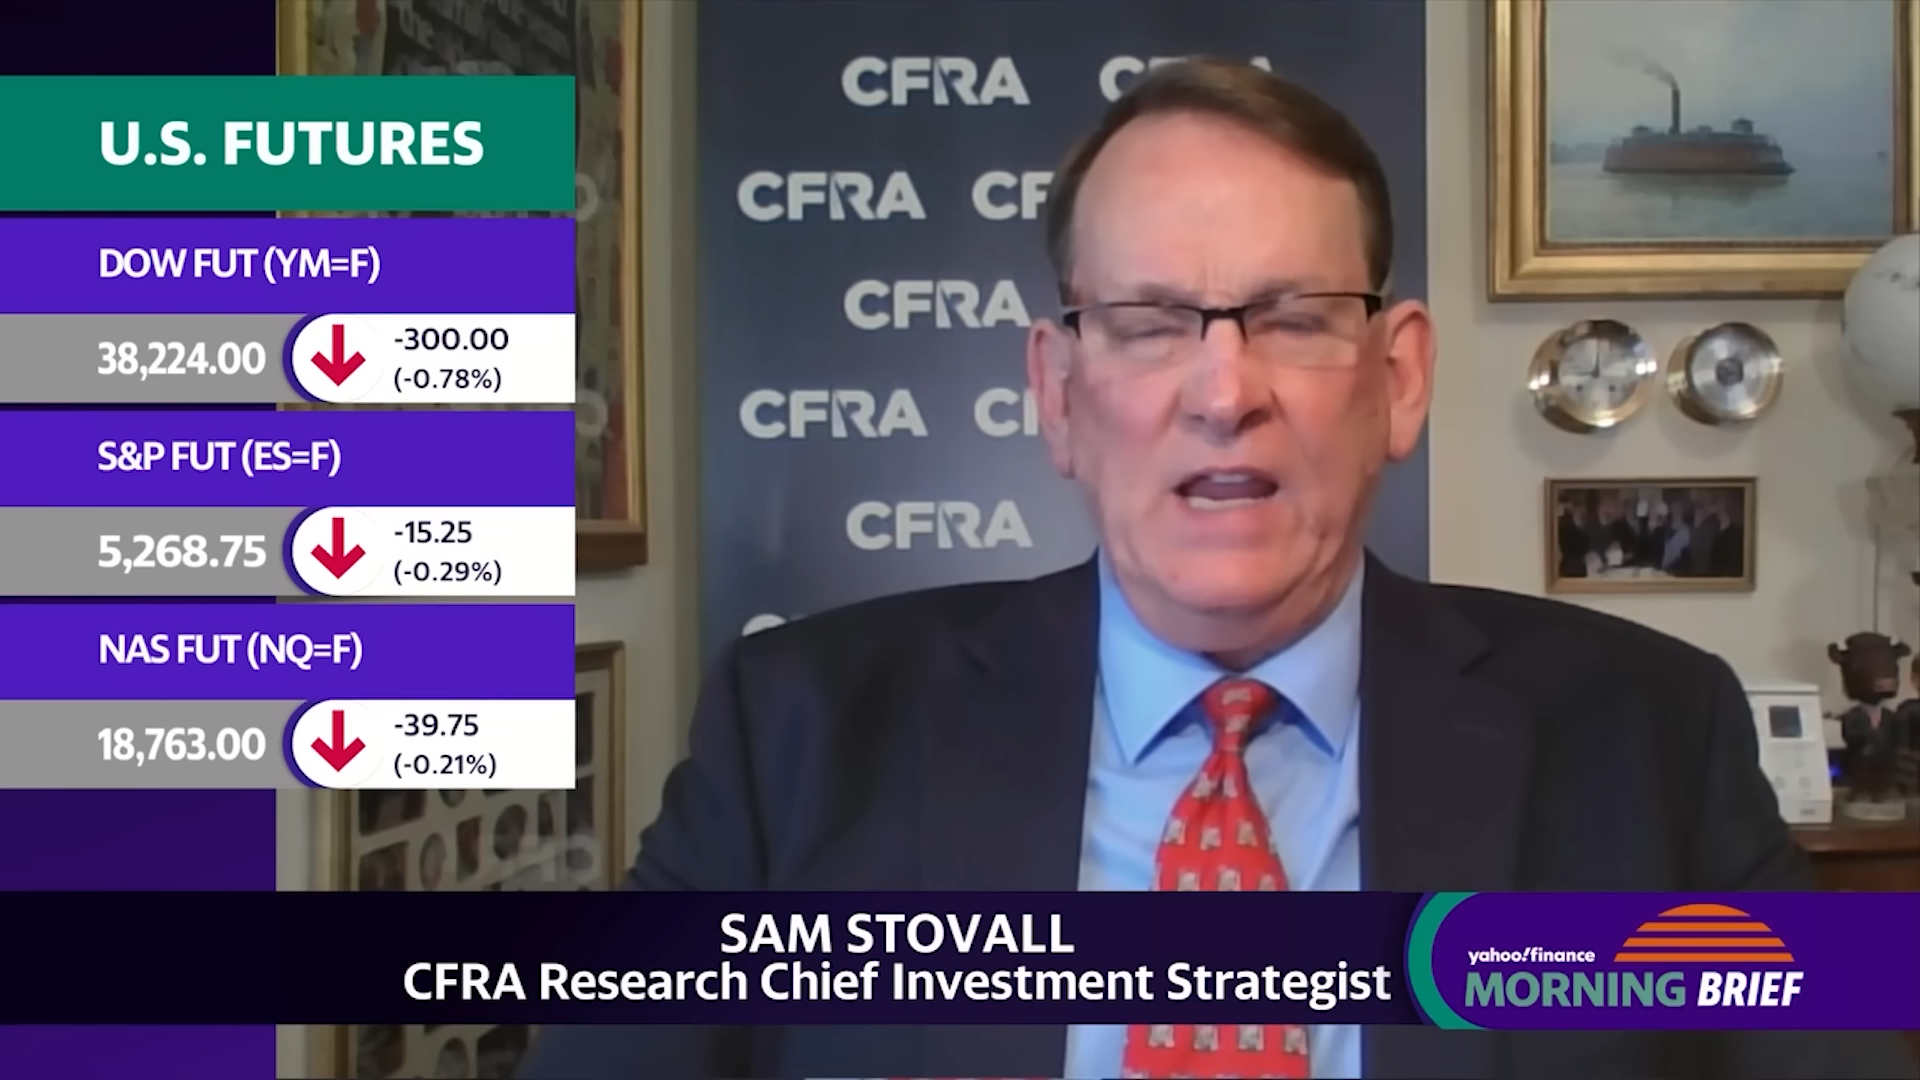 U.S. FUTURES
DOW FUT (YM=F)
38,224.00
-300.00
(-0.78%)
S&P FUT (ES=F)
5,268.75
-15.25
(-0.29%)
NAS FUT (NQ=F)
18,763.00
-39.75
(-0.21%)
CFRA
CFRA
CFRA
CFRA
CFRA
SAM STOVALL
CFRA Research Chief Investment Strategist
yahoo!finance
MORNING BRIEF